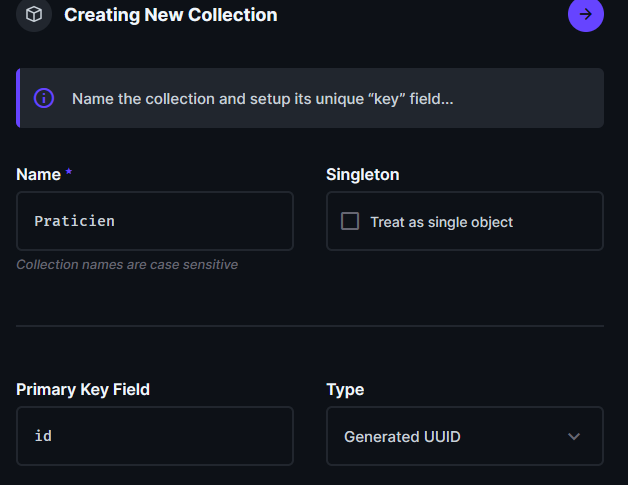 Creating New Collection
Name the collection and setup its unique “key” field...
Name *
Singleton
Praticien
Treat as single object
Collection names are case sensitive
Primary Key Field
Type
id
Generated UUID